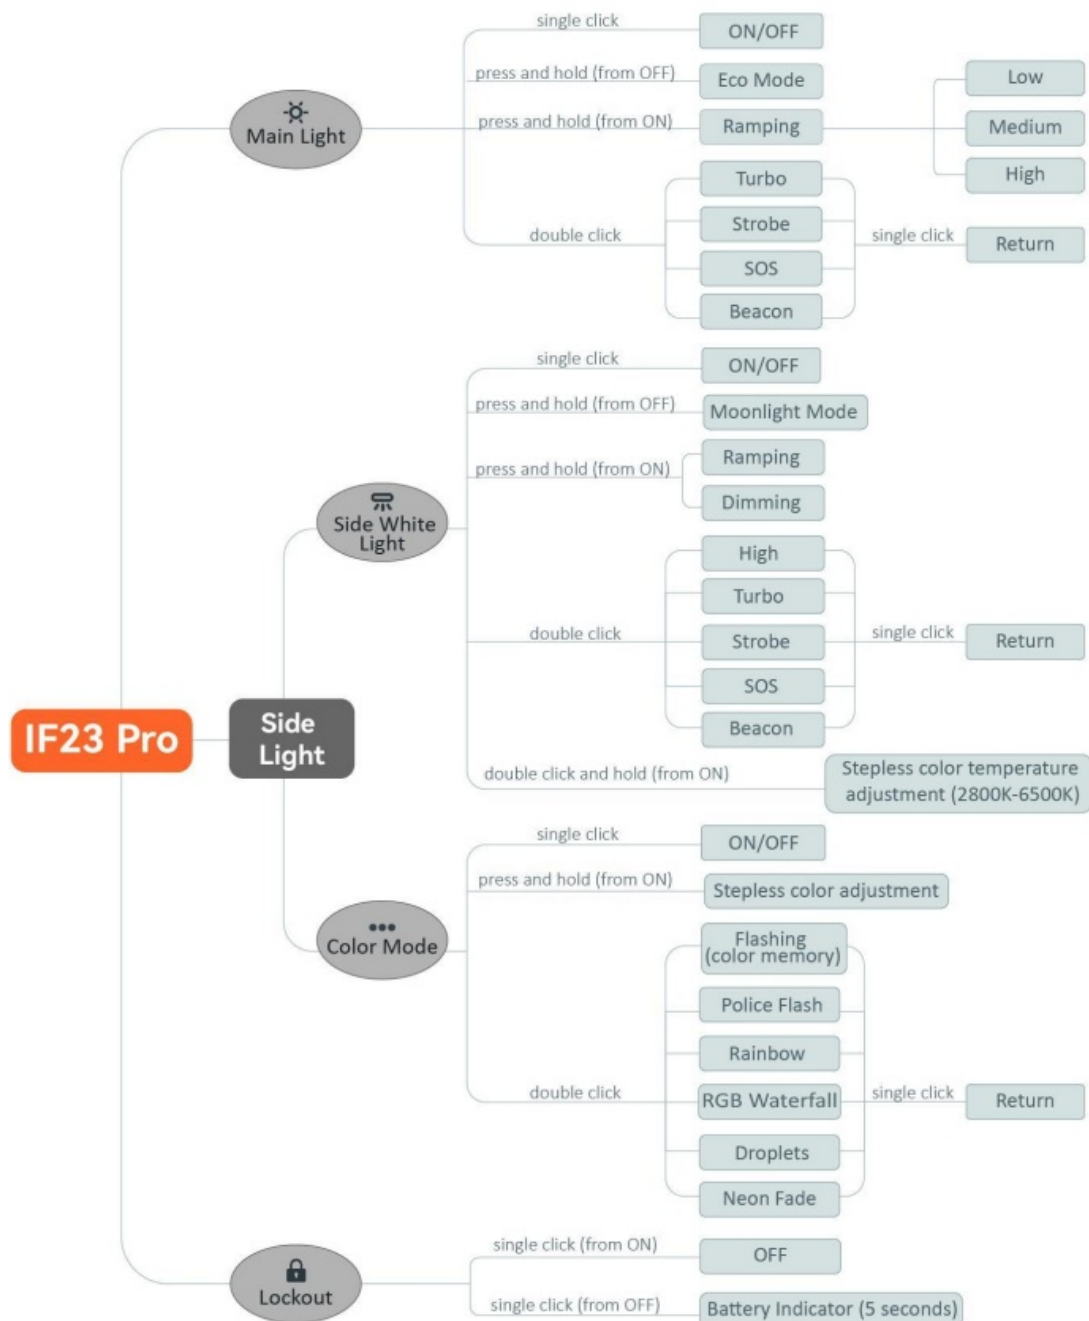 single click
ON/OFF
press and hold (from OFF)
Eco Mode
Low
Main Light
press and hold (from ON)
Ramping
Medium
High
Turbo
Strobe
double click
single click
Return
SOS
Beacon
single click
ON/OFF
press and hold (from OFF)
Moonlight Mode
Ramping
press and hold (from ON)
Dimming
Side White
Light
High
Turbo
double click
Strobe
single click
Return
SOS
Beacon
IF23 Pro
Side
Light
double click and hold (from ON)
Stepless color temperature
adjustment (2800K-6500K)
single click
ON/OFF
press and hold (from ON)
Stepless color adjustment
Color Mode
Flashing
(color memory)
Police Flash
Rainbow
double click
RGB Waterfall
single click
Return
Droplets
Neon Fade
single click (from ON)
OFF
Lockout
single click (from OFF)
Battery Indicator (5 seconds)